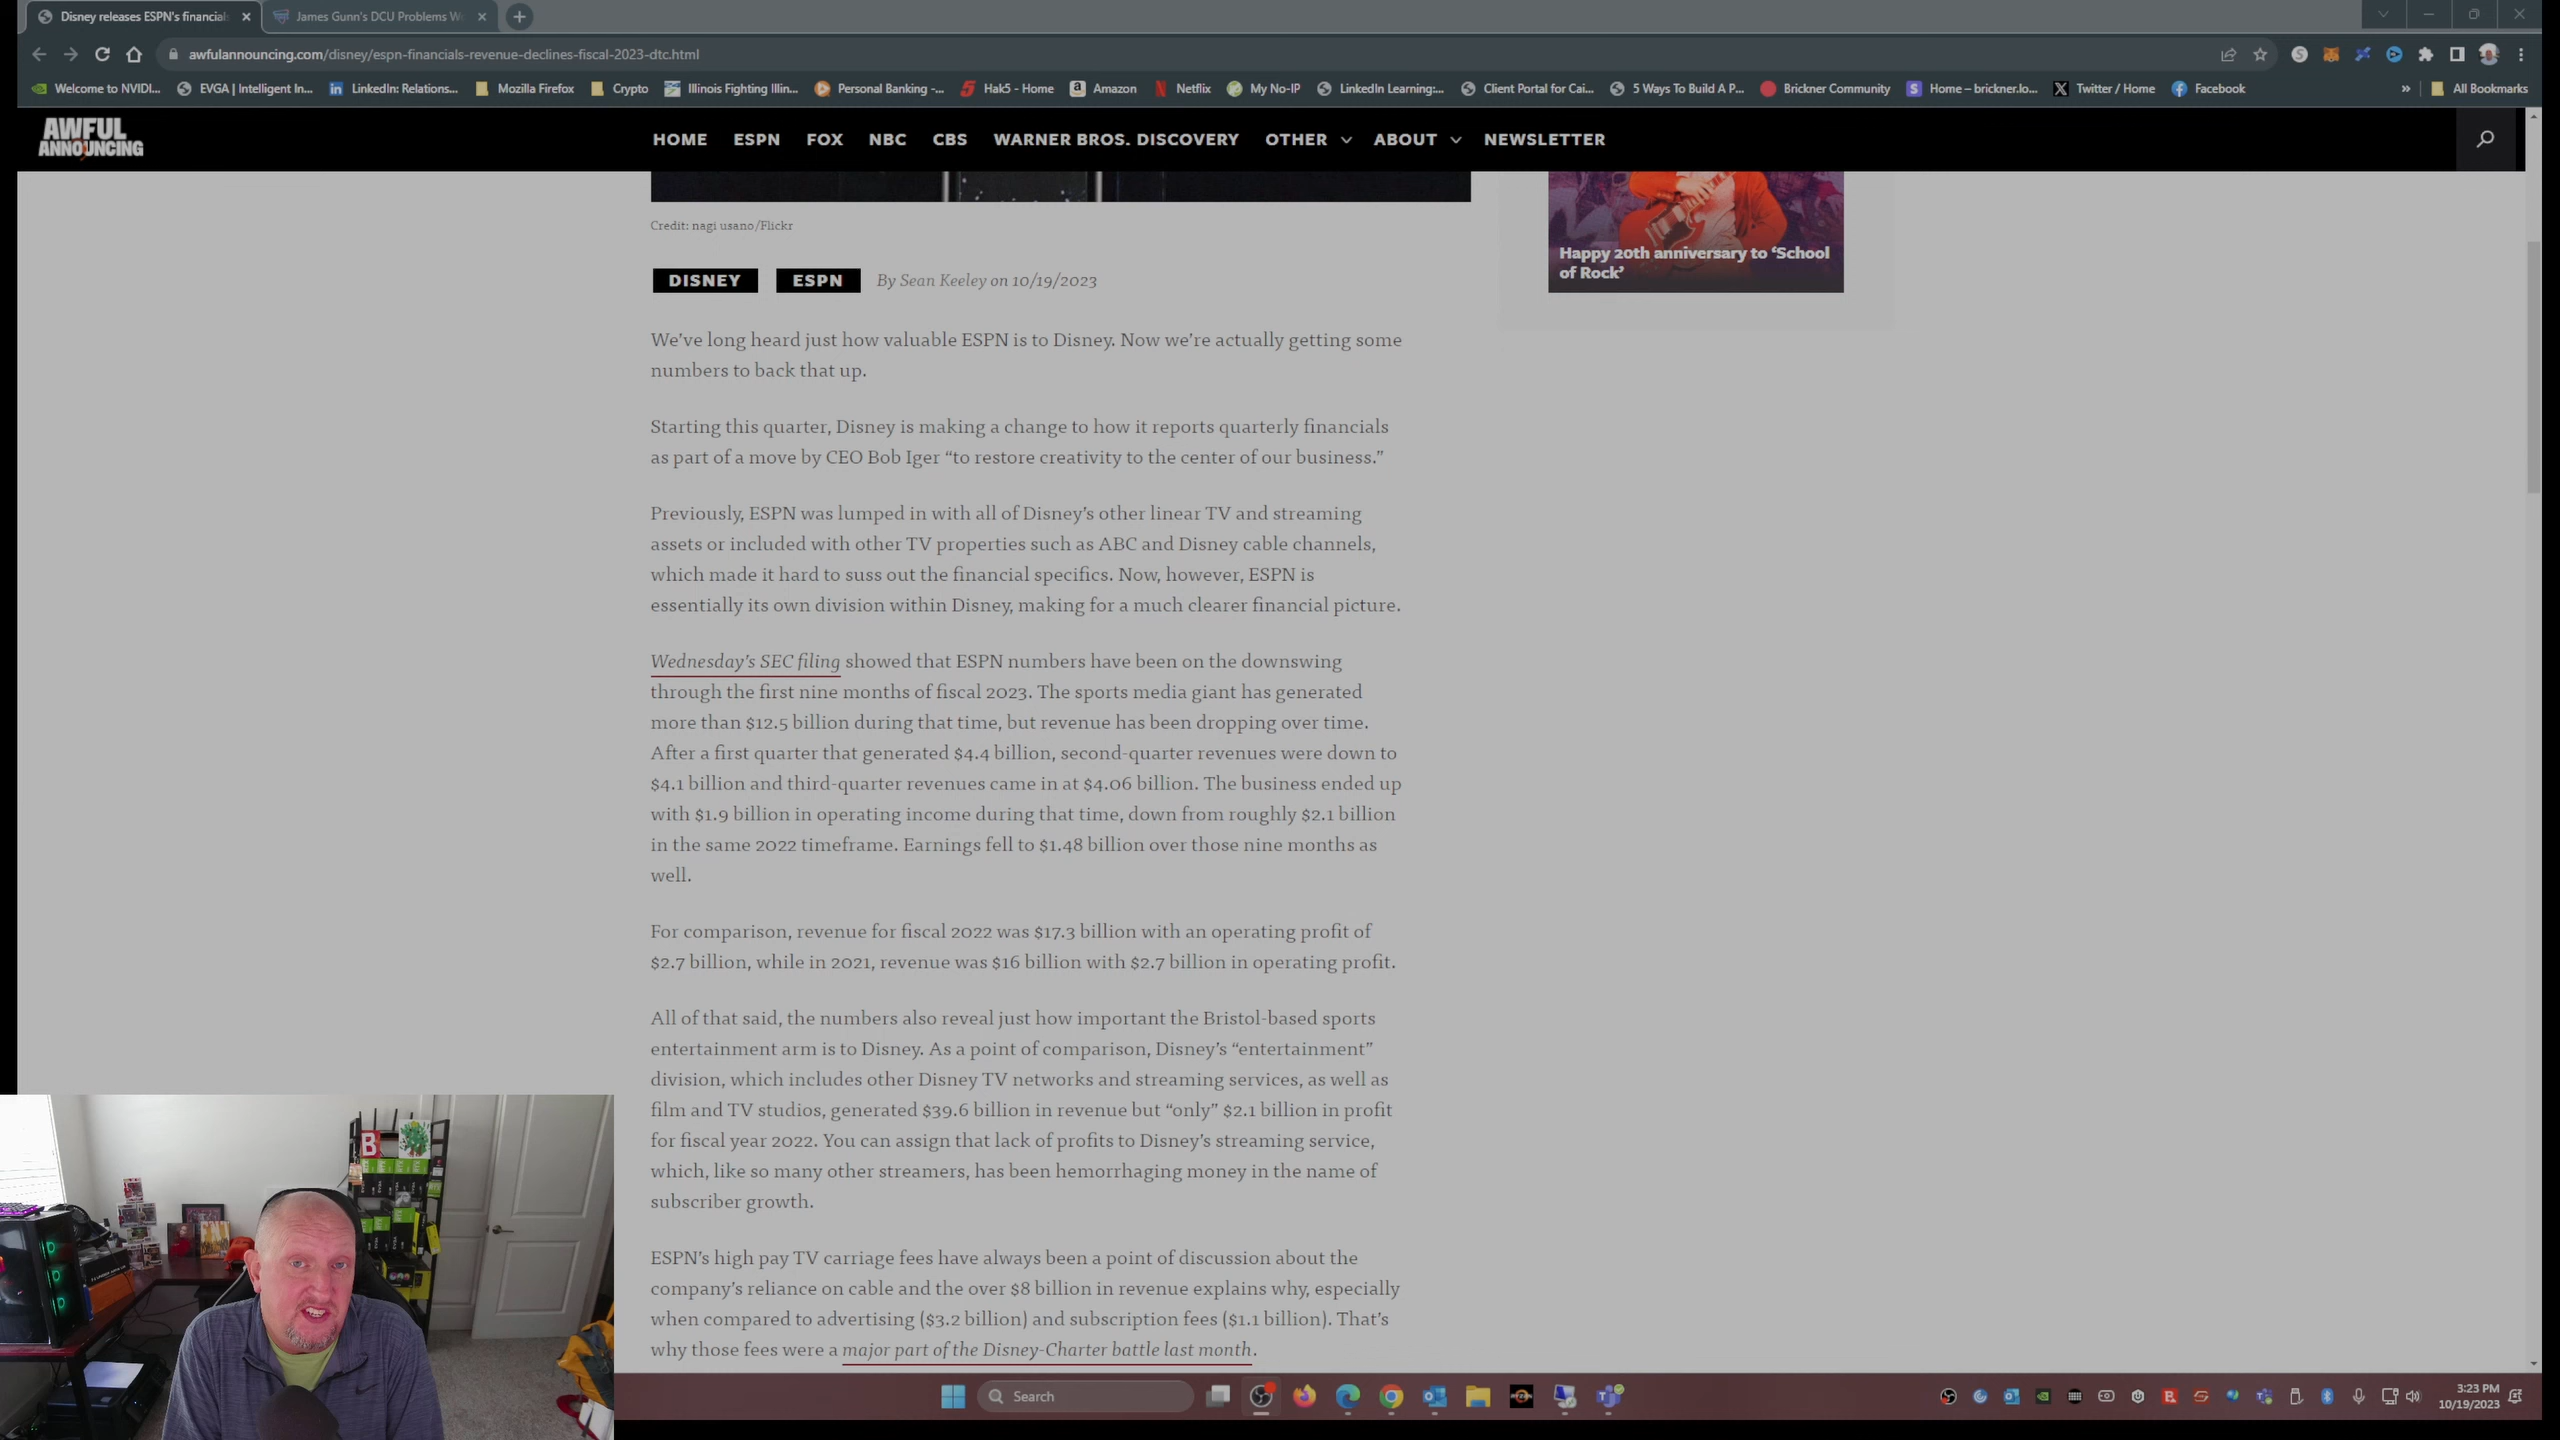 Disney releases ESPN's financial
James Gunn's DCU Problems W
awfulannouncing.com/disney/espn-financials-revenue-declines-fiscal-2023-dtc.html
Welcome to NVIDI... EVGA | Intelligent In... LinkedIn: Relations... Mozilla Firefox Crypto Illinois Fighting Illin... Personal Banking -... Hak5 - Home Amazon Netflix My No-IP LinkedIn Learning:... Client Portal for Cai... 5 Ways To Build A P... Brickner Community Home – brickner.lo... Twitter / Home Facebook » All Bookmarks
AWFUL
ANNOUNCING
HOME ESPN FOX NBC CBS WARNER BROS. DISCOVERY OTHER ABOUT NEWSLETTER
Credit: nagi usano/Flickr
Happy 20th anniversary to ‘School
of Rock’
DISNEY ESPN By Sean Keeley on 10/19/2023
We’ve long heard just how valuable ESPN is to Disney. Now we’re actually getting some
numbers to back that up.
Starting this quarter, Disney is making a change to how it reports quarterly financials
as part of a move by CEO Bob Iger “to restore creativity to the center of our business.”
Previously, ESPN was lumped in with all of Disney’s other linear TV and streaming
assets or included with other TV properties such as ABC and Disney cable channels,
which made it hard to suss out the financial specifics. Now, however, ESPN is
essentially its own division within Disney, making for a much clearer financial picture.
Wednesday’s SEC filing showed that ESPN numbers have been on the downswing
through the first nine months of fiscal 2023. The sports media giant has generated
more than $12.5 billion during that time, but revenue has been dropping over time.
After a first quarter that generated $4.4 billion, second-quarter revenues were down to
$4.1 billion and third-quarter revenues came in at $4.06 billion. The business ended up
with $1.9 billion in operating income during that time, down from roughly $2.1 billion
in the same 2022 timeframe. Earnings fell to $1.48 billion over those nine months as
well.
For comparison, revenue for fiscal 2022 was $17.3 billion with an operating profit of
$2.7 billion, while in 2021, revenue was $16 billion with $2.7 billion in operating profit.
All of that said, the numbers also reveal just how important the Bristol-based sports
entertainment arm is to Disney. As a point of comparison, Disney’s “entertainment”
division, which includes other Disney TV networks and streaming services, as well as
film and TV studios, generated $39.6 billion in revenue but “only” $2.1 billion in profit
for fiscal year 2022. You can assign that lack of profits to Disney’s streaming service,
which, like so many other streamers, has been hemorrhaging money in the name of
subscriber growth.
ESPN’s high pay TV carriage fees have always been a point of discussion about the
company’s reliance on cable and the over $8 billion in revenue explains why, especially
when compared to advertising ($3.2 billion) and subscription fees ($1.1 billion). That’s
why those fees were a major part of the Disney-Charter battle last month.
B
Search
3:23 PM
10/19/2023